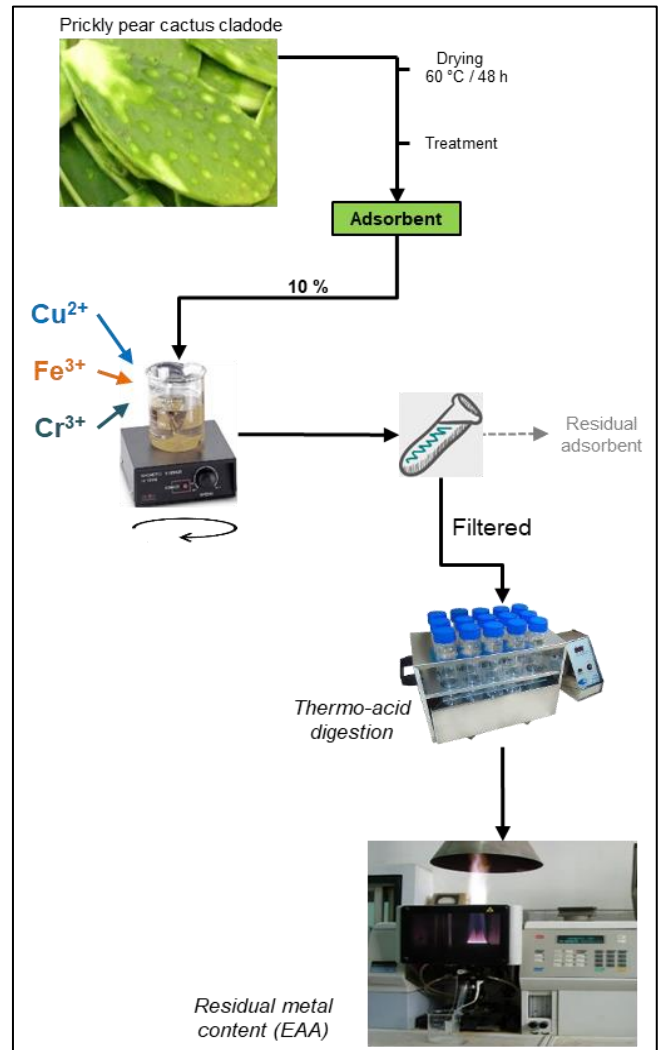 Prickly pear cactus cladode
Drying
60 °C / 48 h
Treatment
Adsorbent
10 %
Cu²⁺
Fe³⁺
Cr³⁺
Residual
adsorbent
Filtered
Thermo-acid
digestion
Residual metal
content (EAA)